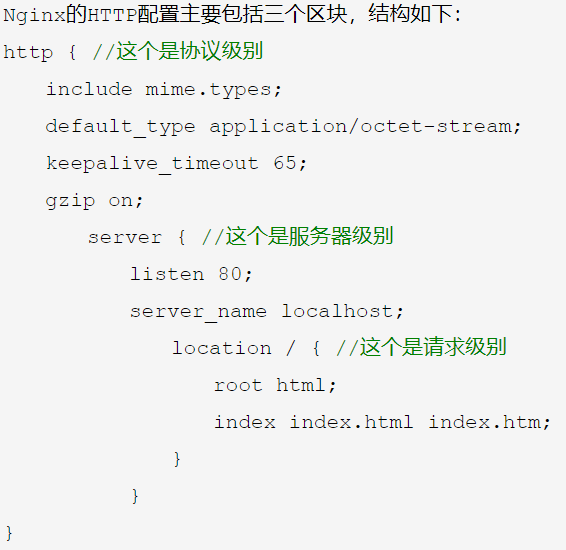 Nginx的HTTP配置主要包括三个区块，结构如下：
http { //这个是协议级别
include mime.types;
default_type application/octet-stream;
keepalive_timeout 65;
gzip on;
server { //这个是服务器级别
listen 80;
server_name localhost;
location / { //这个是请求级别
root html;
index index.html index.htm;
}
}
}